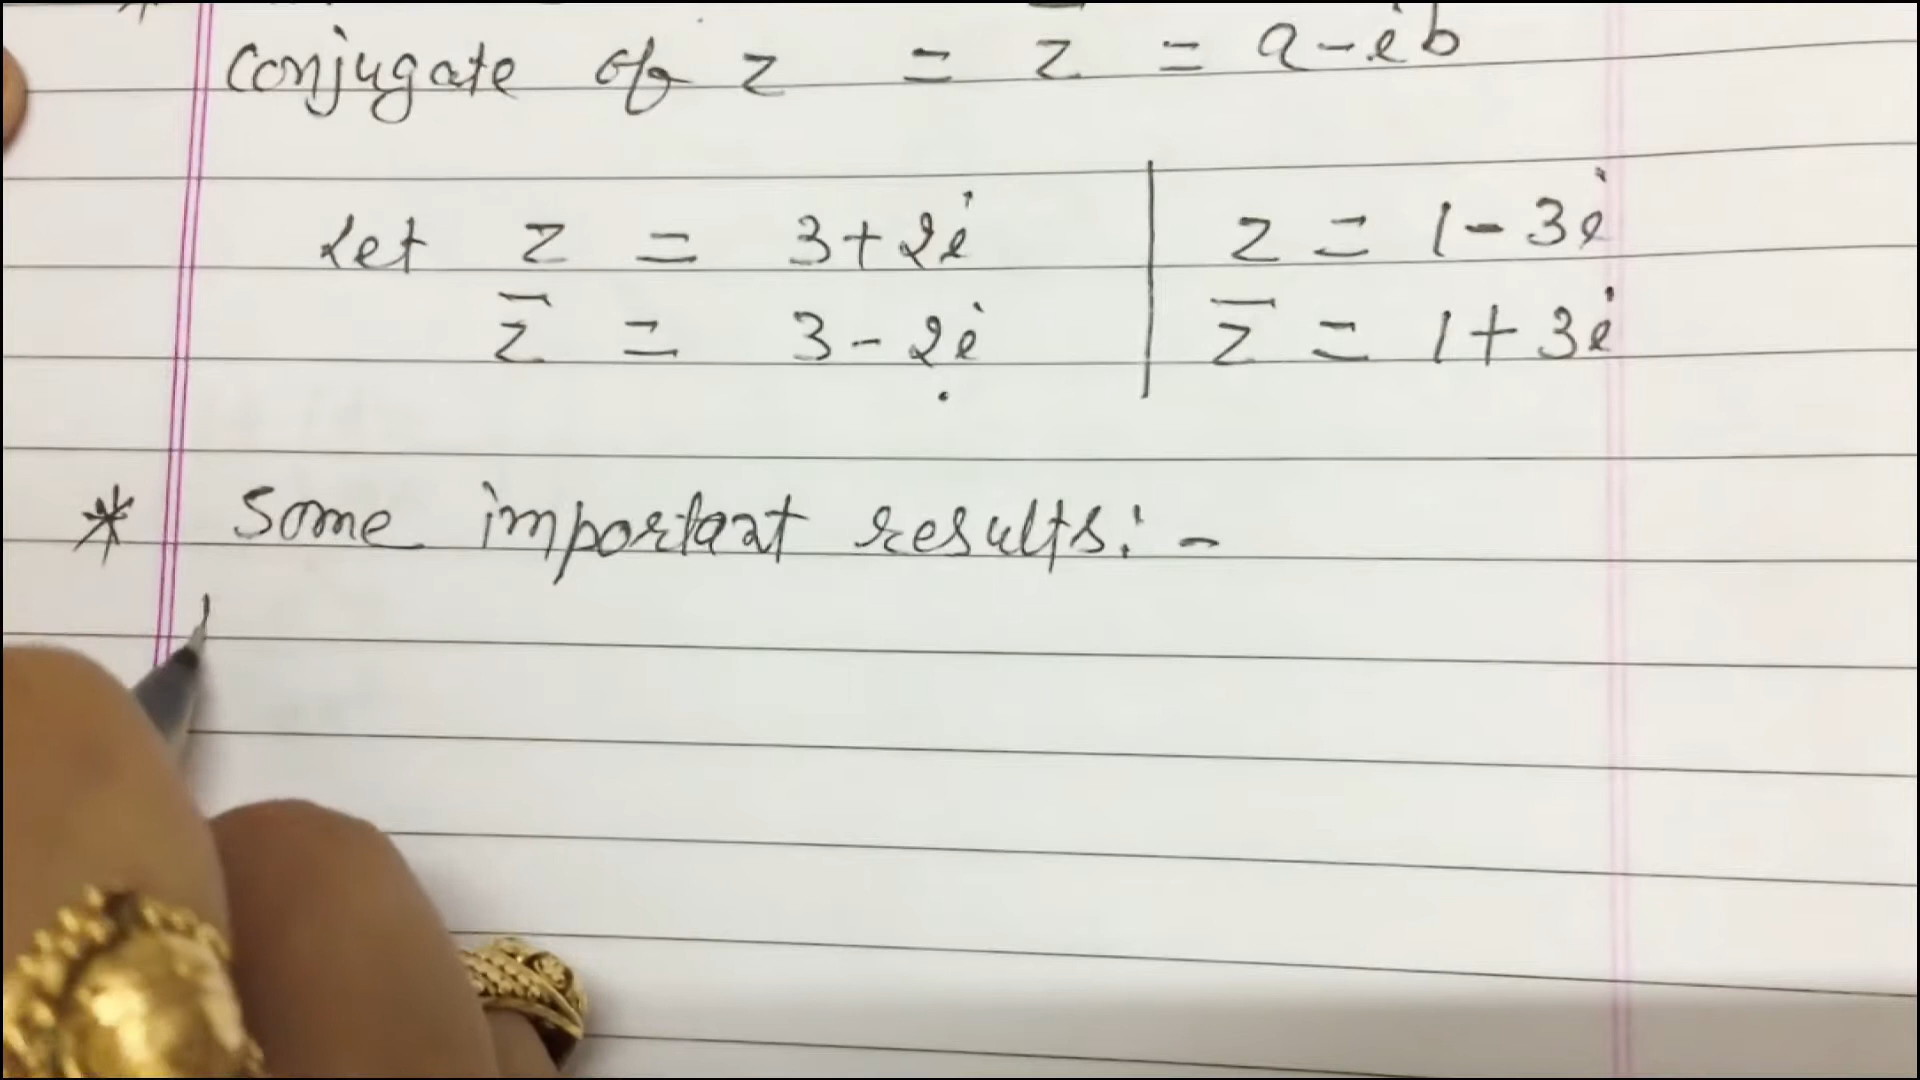 conjugate of z = z̅ = a-ib
Let z = 3+2i
z̅ = 3-2i
z = 1-3i
z̅ = 1+3i
* Some important results:-